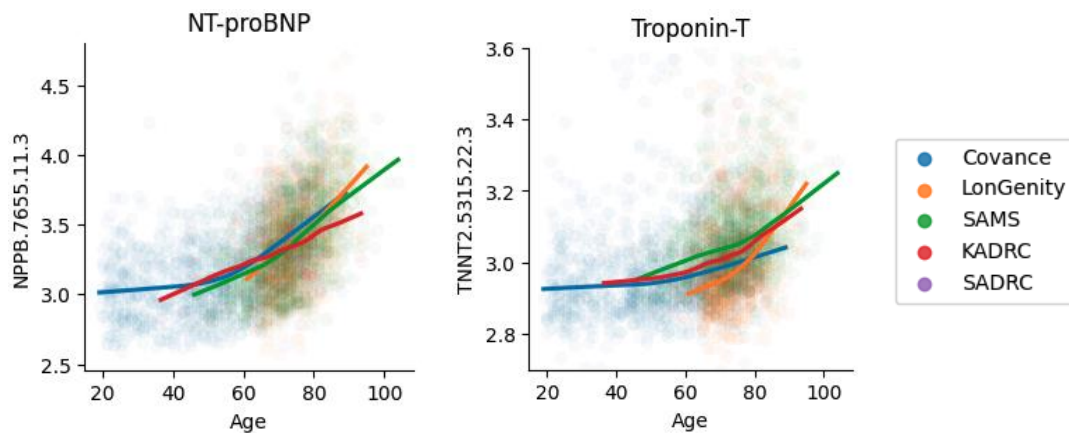 NT-proBNP
NPPB.7655.11.3
4.5
4.0
3.5
3.0
2.5
20 40 60 80 100
Age
Troponin-T
TNNT2.5315.22.3
3.6
3.4
3.2
3.0
2.8
20 40 60 80 100
Age
Covance
LonGenity
SAMS
KADRC
SADRC